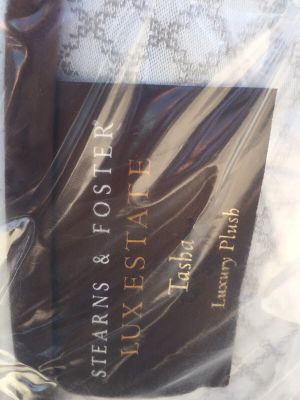 STEARNS & FOSTER®
LUX ESTATE
Tasha
Luxury Plush